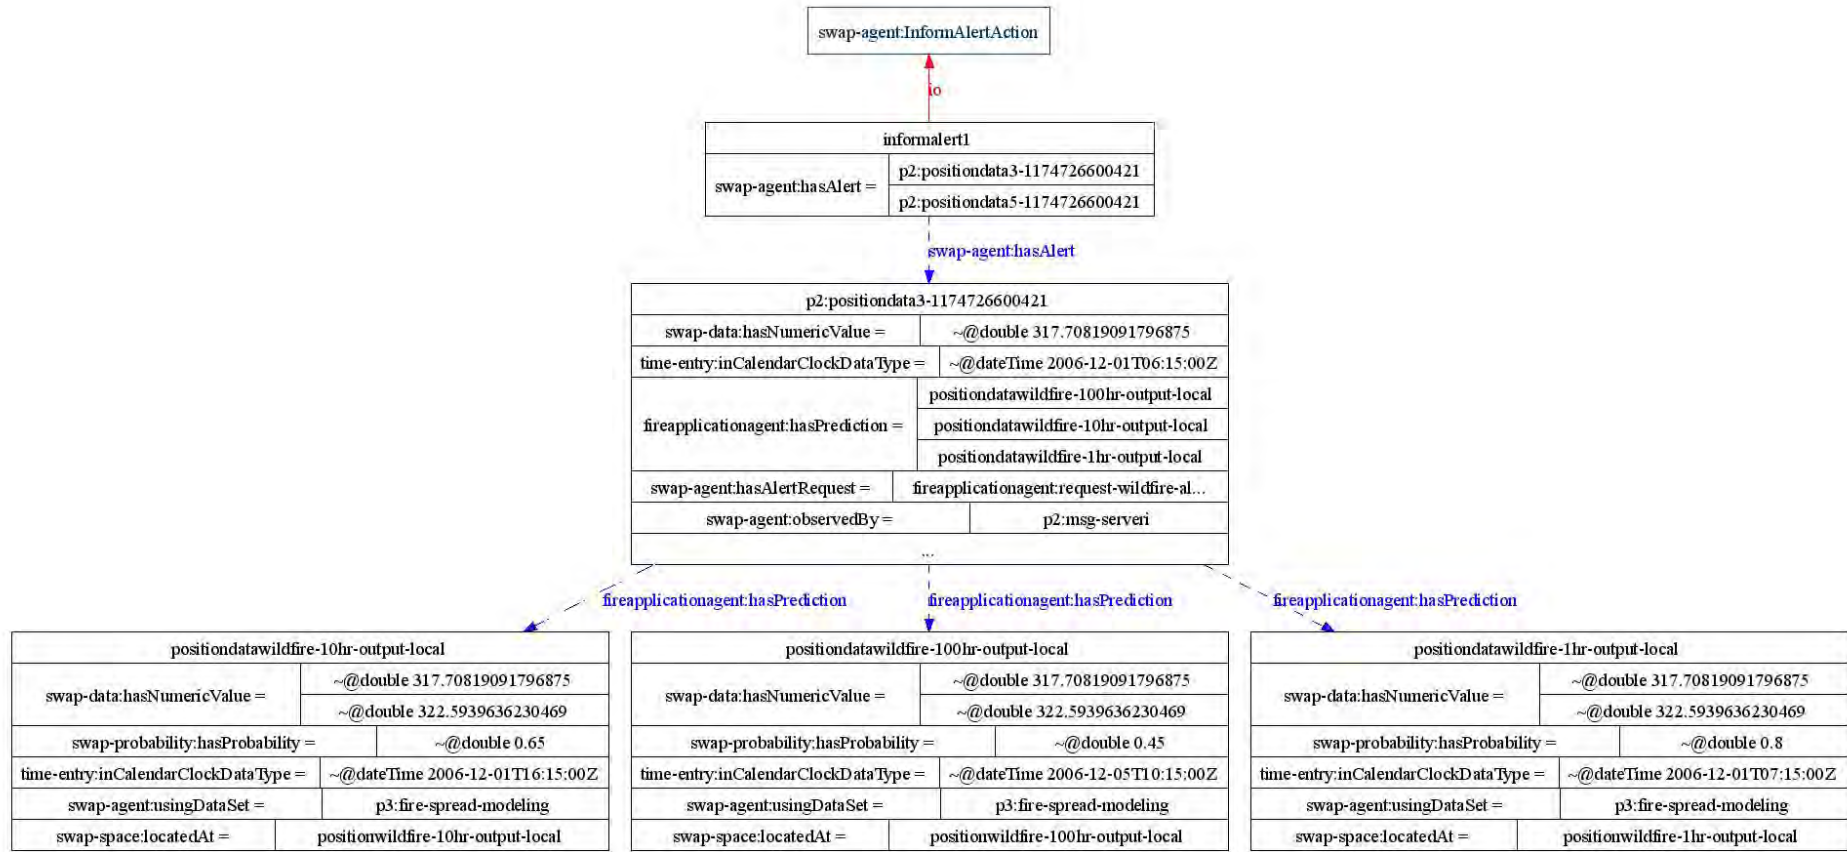 swap-agent:InformAlertAction
io
informalert1
swap-agent:hasAlert =
p2:positiondata3-1174726600421
p2:positiondata5-1174726600421
swap-agent:hasAlert
p2:positiondata3-1174726600421
swap-data:hasNumericValue = ~@double 317.70819091796875
time-entry:inCalendarClockDataType = ~@dateTime 2006-12-01T06:15:00Z
fireapplicationagent:hasPrediction =
positiondatawildfire-100hr-output-local
positiondatawildfire-10hr-output-local
positiondatawildfire-1hr-output-local
swap-agent:hasAlertRequest = fireapplicationagent:request-wildfire-al...
swap-agent:observedBy = p2:msg-serveri
...
fireapplicationagent:hasPrediction
fireapplicationagent:hasPrediction
fireapplicationagent:hasPrediction
positiondatawildfire-10hr-output-local
swap-data:hasNumericValue =
~@double 317.70819091796875
~@double 322.5939636230469
swap-probability:hasProbability = ~@double 0.65
time-entry:inCalendarClockDataType = ~@dateTime 2006-12-01T16:15:00Z
swap-agent:usingDataSet = p3:fire-spread-modeling
swap-space:locatedAt = positionwildfire-10hr-output-local
positiondatawildfire-100hr-output-local
swap-data:hasNumericValue =
~@double 317.70819091796875
~@double 322.5939636230469
swap-probability:hasProbability = ~@double 0.45
time-entry:inCalendarClockDataType = ~@dateTime 2006-12-05T10:15:00Z
swap-agent:usingDataSet = p3:fire-spread-modeling
swap-space:locatedAt = positionwildfire-100hr-output-local
positiondatawildfire-1hr-output-local
swap-data:hasNumericValue =
~@double 317.70819091796875
~@double 322.5939636230469
swap-probability:hasProbability = ~@double 0.8
time-entry:inCalendarClockDataType = ~@dateTime 2006-12-01T07:15:00Z
swap-agent:usingDataSet = p3:fire-spread-modeling
swap-space:locatedAt = positionwildfire-1hr-output-local